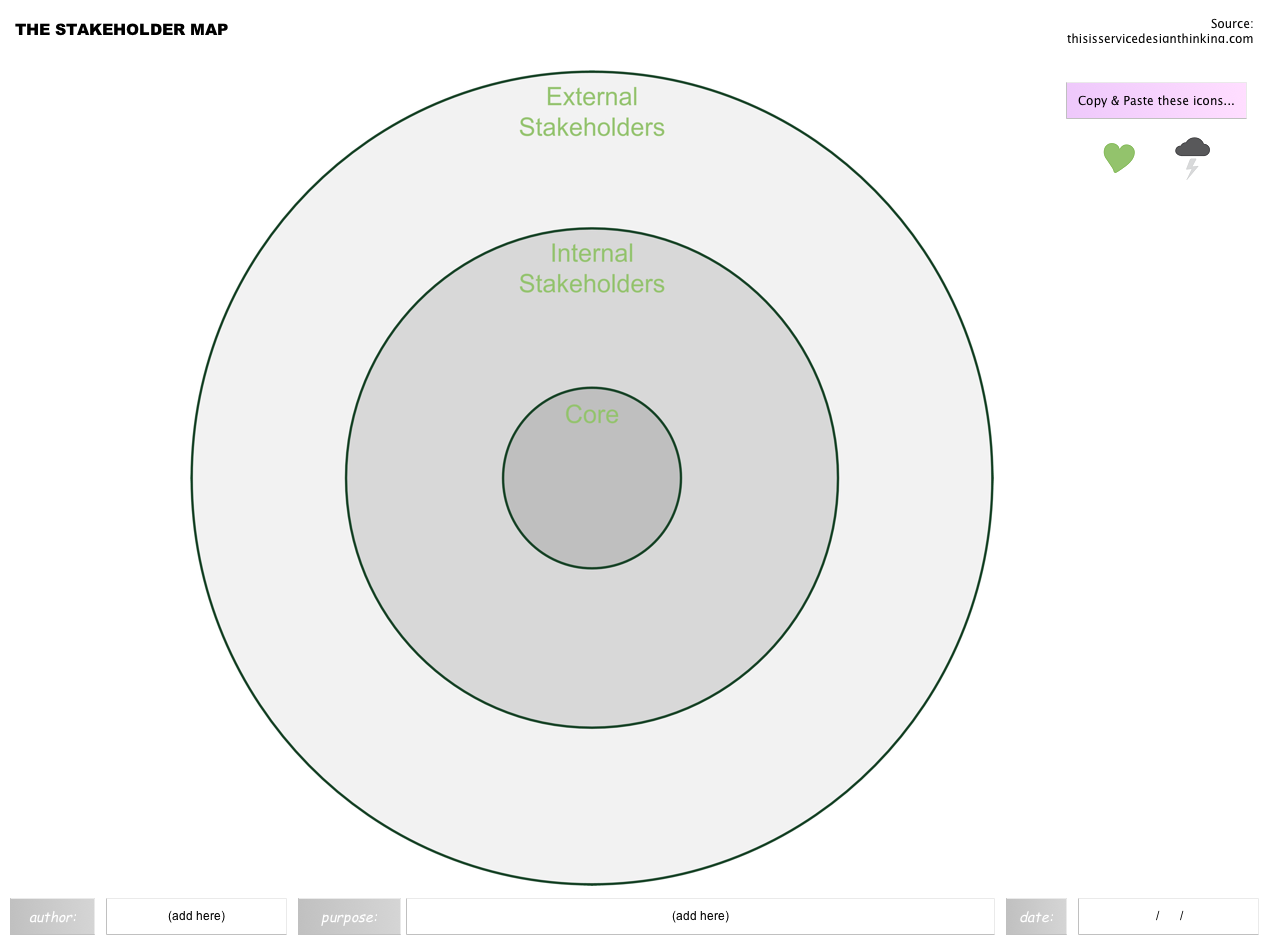 THE STAKEHOLDER MAP
Source:
thisisservicedesignthinking.com
External
Stakeholders
Copy & Paste these icons...
Internal
Stakeholders
Core
author:
(add here)
purpose:
(add here)
date:
/ /